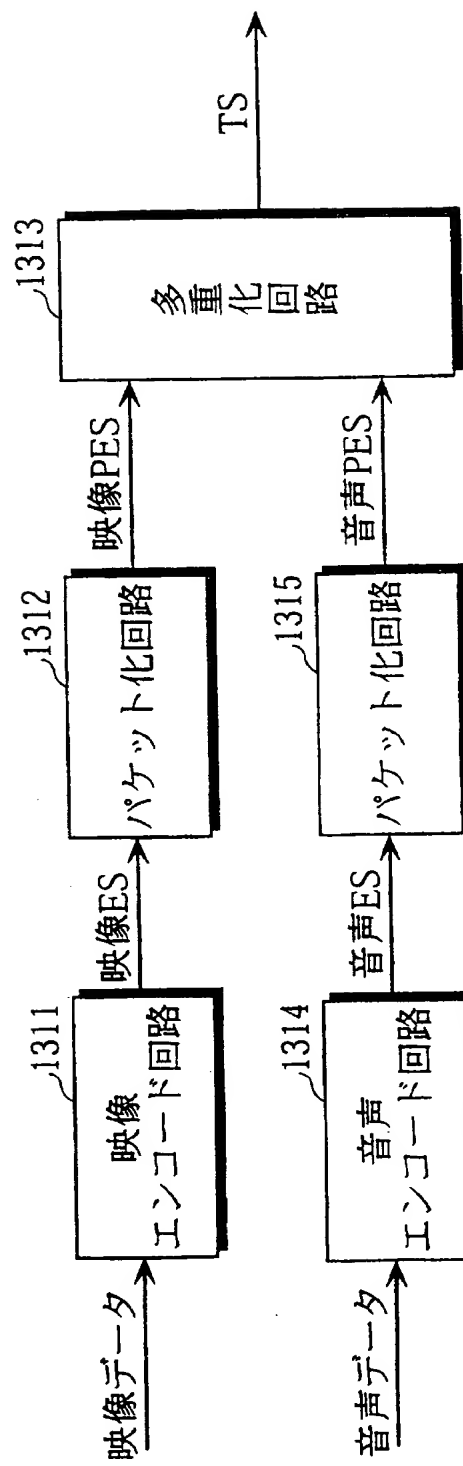 映像データ
1311
映像
エンコード回路
映像ES
1312
パケット化回路
映像PES
1313
多重化回路
TS
音声データ
1314
音声
エンコード回路
音声ES
1315
パケット化回路
音声PES